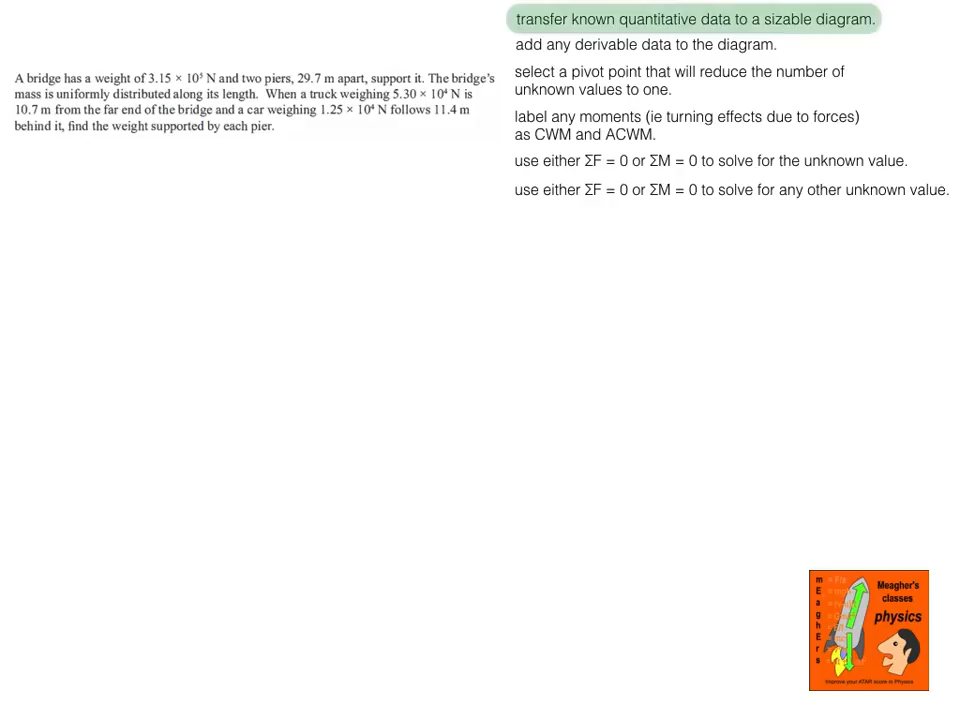 transfer known quantitative data to a sizable diagram.
add any derivable data to the diagram.
select a pivot point that will reduce the number of
unknown values to one.
label any moments (ie turning effects due to forces)
as CWM and ACWM.
use either ΣF = 0 or ΣM = 0 to solve for the unknown value.
use either ΣF = 0 or ΣM = 0 to solve for any other unknown value.
A bridge has a weight of 3.15 × 10⁵ N and two piers, 29.7 m apart, support it. The bridge's
mass is uniformly distributed along its length. When a truck weighing 5.30 × 10⁴ N is
10.7 m from the far end of the bridge and a car weighing 1.25 × 10⁴ N follows 11.4 m
behind it, find the weight supported by each pier.
m
E
a
g
h
E
r
s
Meagher's
classes
physics
Improve your ATAR score in Physics